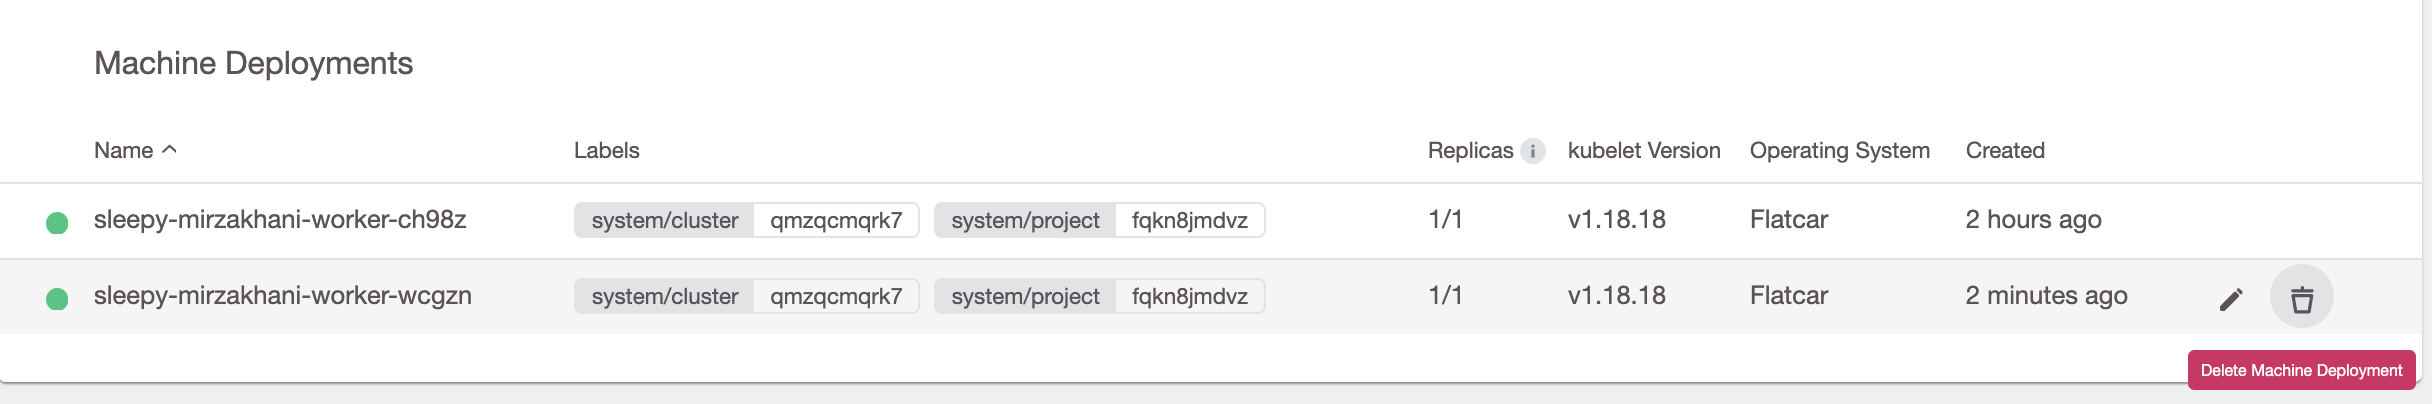 Machine Deployments
Name Labels Replicas i kubelet Version Operating System Created
sleepy-mirzakhani-worker-ch98z system/cluster qmzqcmqrk7 system/project fqkn8jmdvz 1/1 v1.18.18 Flatcar 2 hours ago
sleepy-mirzakhani-worker-wcgzn system/cluster qmzqcmqrk7 system/project fqkn8jmdvz 1/1 v1.18.18 Flatcar 2 minutes ago
Delete Machine Deployment